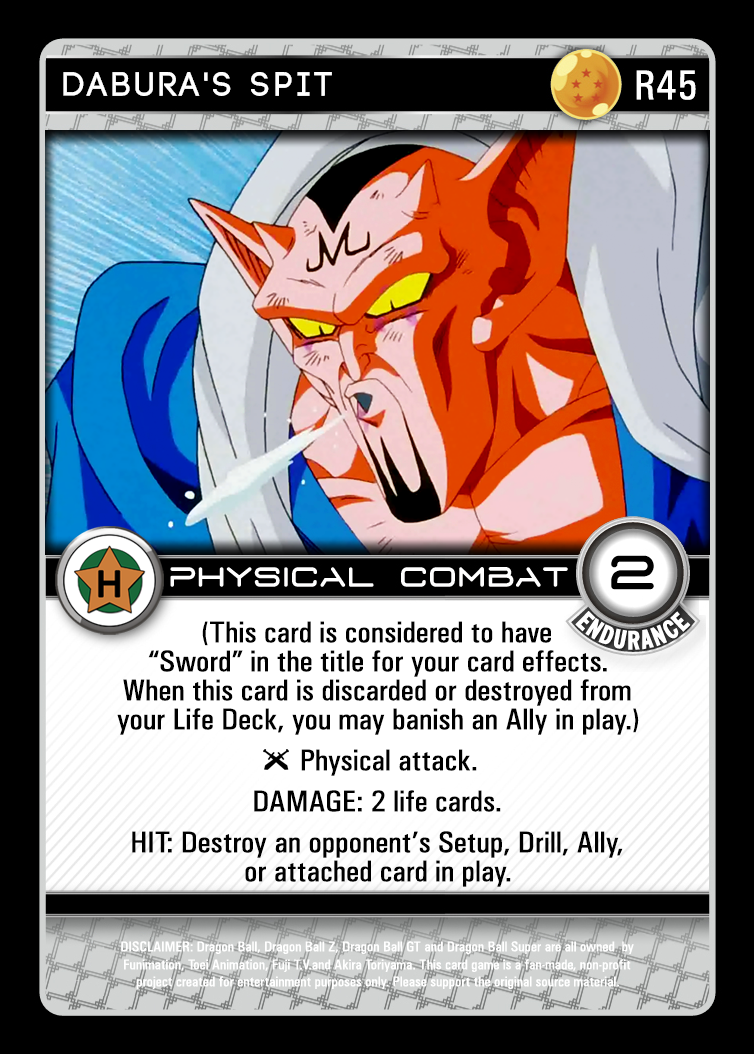 DABURA'S SPIT
R45
M
H
PHYSICAL COMBAT
2
ENDURANCE
(This card is considered to have
“Sword” in the title for your card effects.
When this card is discarded or destroyed from
your Life Deck, you may banish an Ally in play.)
Physical attack.
DAMAGE: 2 life cards.
HIT: Destroy an opponent’s Setup, Drill, Ally,
or attached card in play.
DISCLAIMER: Dragon Ball, Dragon Ball Z, Dragon Ball GT and Dragon Ball Super are all owned by
Funimation, Toei Animation, Fuji T.V.and Akira Toriyama. This card game is a fan-made, non-profit
project created for entertainment purposes only. Please support the original source material.